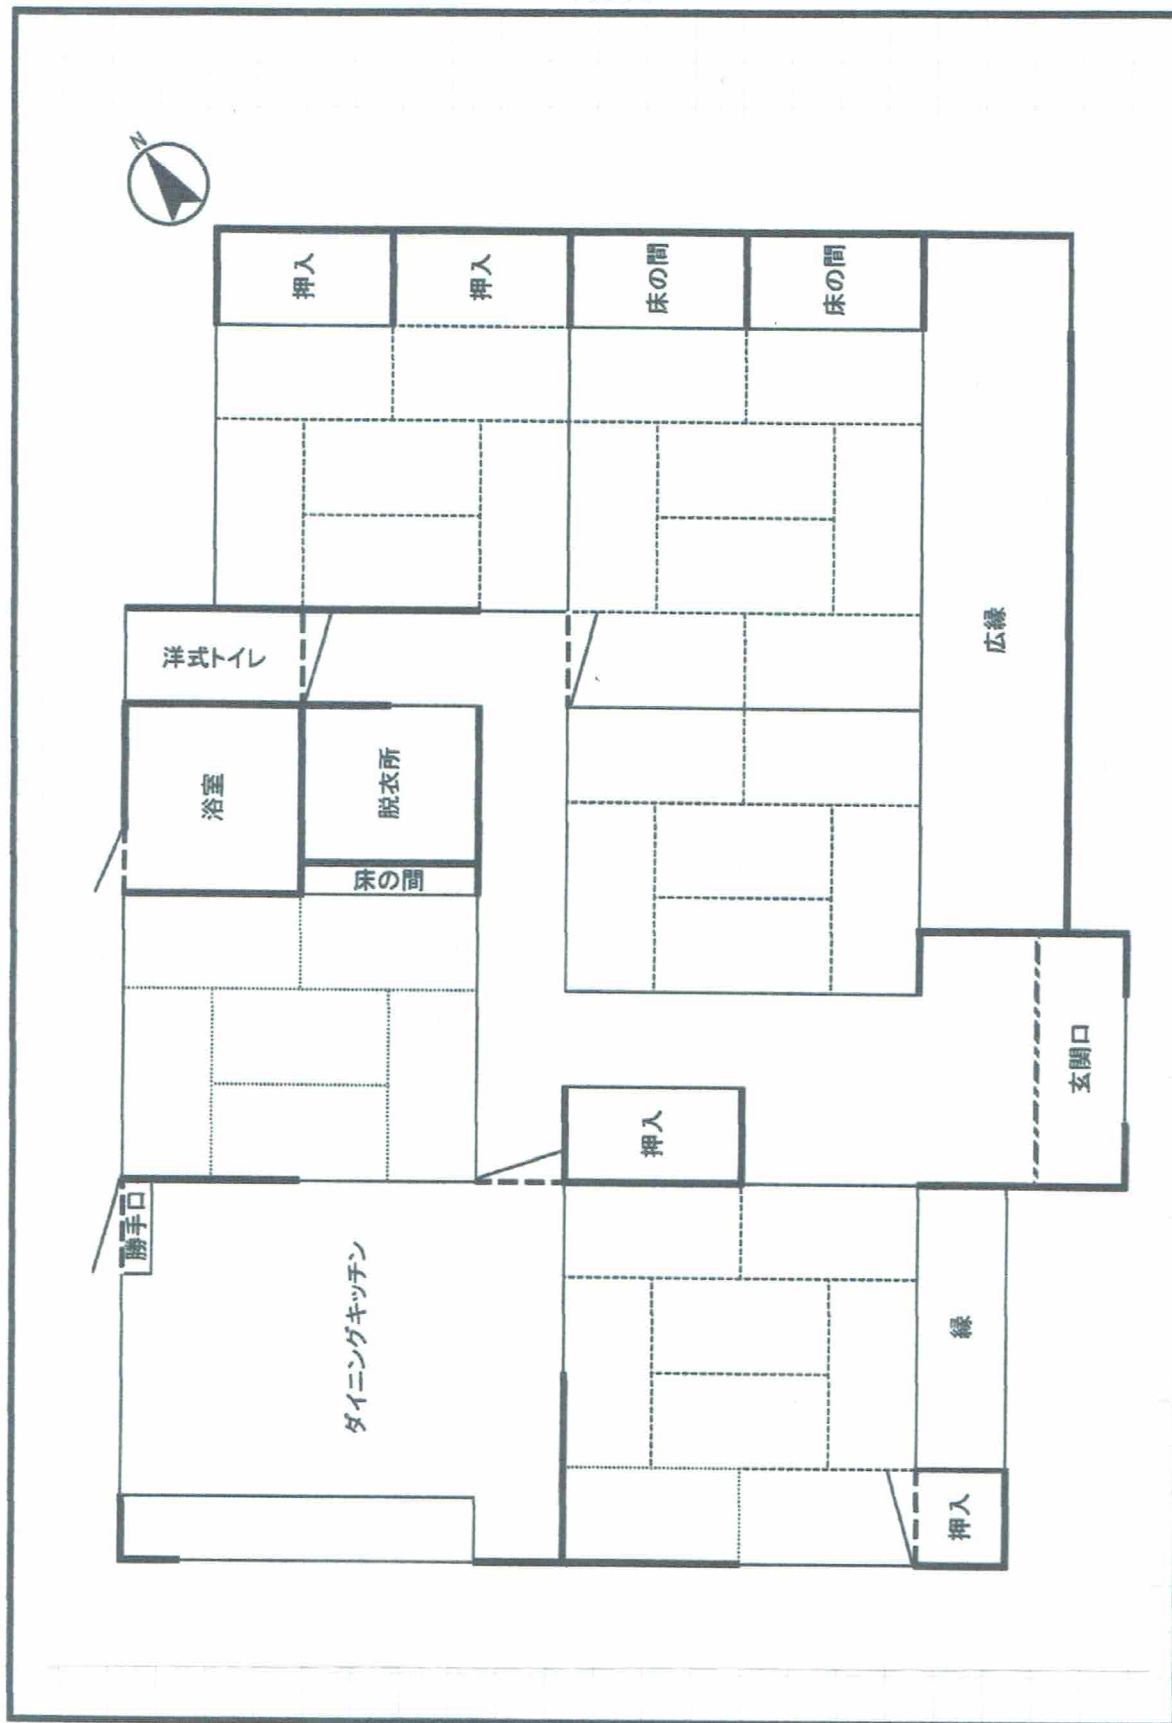 N
勝手口
浴室
洋式トイレ
押入
ダイニングキッチン
床の間
脱衣所
押入
押入
床の間
床の間
押入
縁
広縁
玄関口